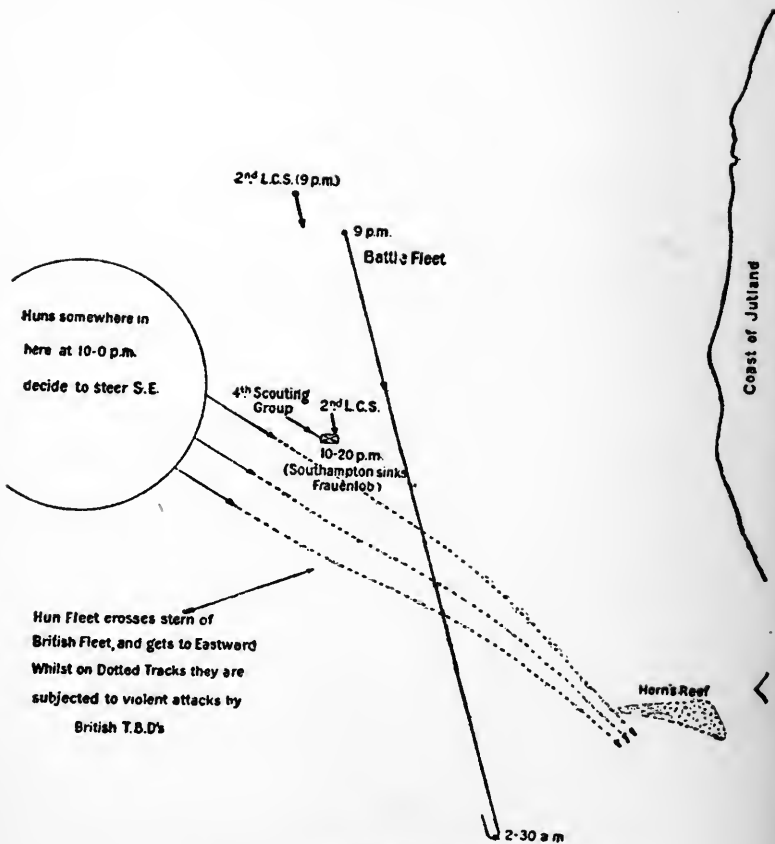 2nd L.C.S. (9 p.m.)
9 p.m.
Battle Fleet
Coast of Jutland
Huns somewhere in
here at 10-0 p.m.
decide to steer S.E.
4th Scouting
Group
2nd L.C.S.
10-20 p.m.
(Southampton sinks
Frauenlob)
Hun Fleet crosses stern of
British Fleet, and gets to Eastward
Whilst on Dotted Tracks they are
subjected to violent attacks by
British T.B.D's
Horn's Reef
2-30 a m